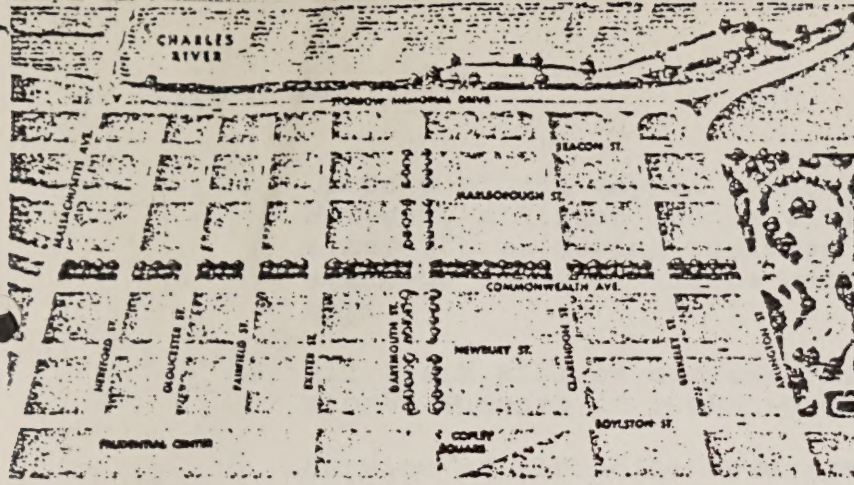 CHARLES
RIVER
STORROW MEMORIAL DRIVE
BEACON ST.
MASSACHUSETTS AVE.
MARLBOROUGH ST.
COMMONWEALTH AVE.
HEREFORD ST.
GLOUCESTER ST.
FAIRFIELD ST.
EXETER ST.
DARTMOUTH ST.
NEWBURY ST.
CLARENDON ST.
BERKELEY ST.
ARLINGTON ST.
BOYLSTON ST.
PRUDENTIAL CENTER
COPLEY
SQUARE